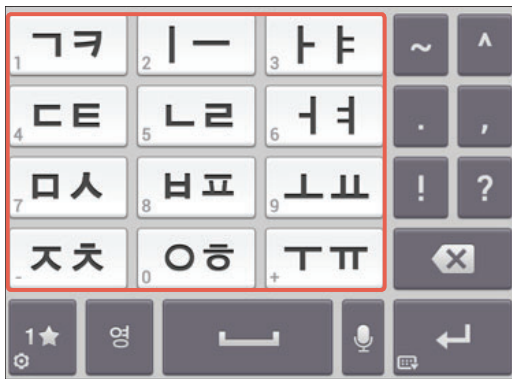 ㄱㅋ 1 ㅣㅡ 2 ㅏㅑ 3 ~ ^
ㄷㅌ 4 ㄴㄹ 5 ㅓㅕ 6 . ,
ㅁㅅ 7 ㅂㅍ 8 ㅗㅛ 9 ! ?
ㅈㅊ - ㅇㅎ 0 ㅜㅠ +
1★ 영